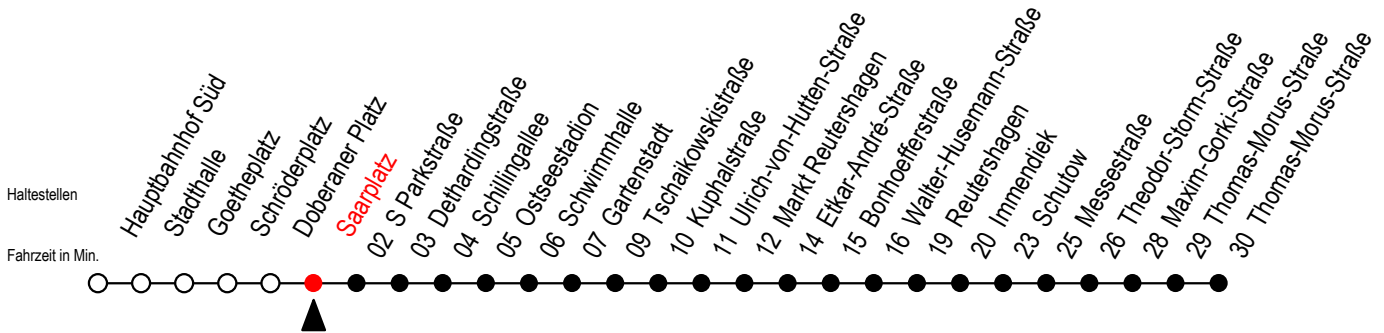 Haltestellen
Fahrzeit in Min.
Hauptbahnhof Süd
Stadthalle
Goetheplatz
Schröderplatz
Doberaner Platz
Saarplatz
02 S Parkstraße
03 Dethardingstraße
04 Schillingallee
05 Ostseestadion
06 Schwimmhalle
07 Gartenstadt
09 Tschaikowskistraße
10 Kuphalstraße
11 Ulrich-von-Hutten-Straße
12 Markt Reutershagen
14 Etkar-André-Straße
15 Bonhoefferstraße
16 Walter-Husemann-Straße
19 Reutershagen
20 Immendiek
23 Schutow
25 Messestraße
26 Theodor-Storm-Straße
28 Maxim-Gorki-Straße
29 Thomas-Morus-Straße
30 Thomas-Morus-Straße